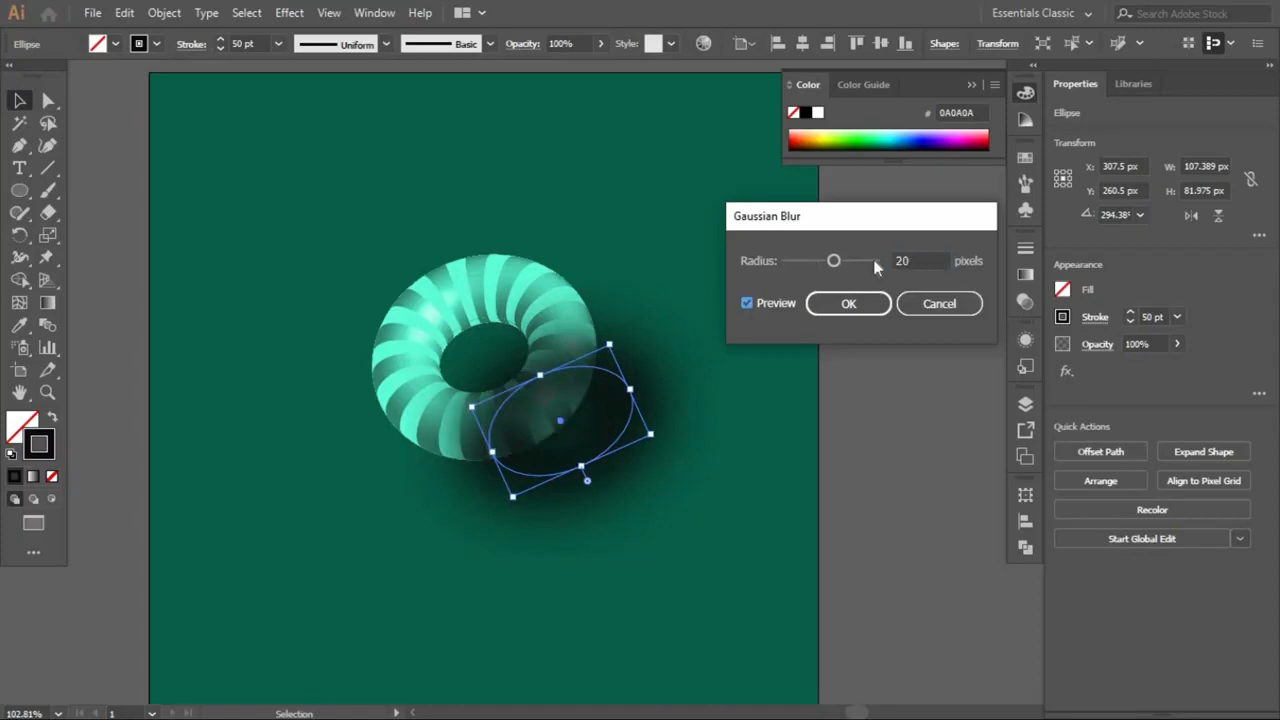 Ai File Edit Object Type Select Effect View Window Help Essentials Classic Search Adobe Stock
Ellipse Stroke: 50 pt Uniform Basic Opacity: 100% Style: Shape: Transform
Color Color Guide
# 0A0A0A
Properties Libraries
Ellipse
Transform
X: 307.5 px W: 107.389 px
Y: 260.5 px H: 81.975 px
294.38°
Gaussian Blur
Radius: 20 pixels
Preview OK Cancel
Appearance
Fill
Stroke 50 pt
Opacity 100%
fx.
Quick Actions
Offset Path Expand Shape
Arrange Align to Pixel Grid
Recolor
Start Global Edit
102.81% 1 Selection